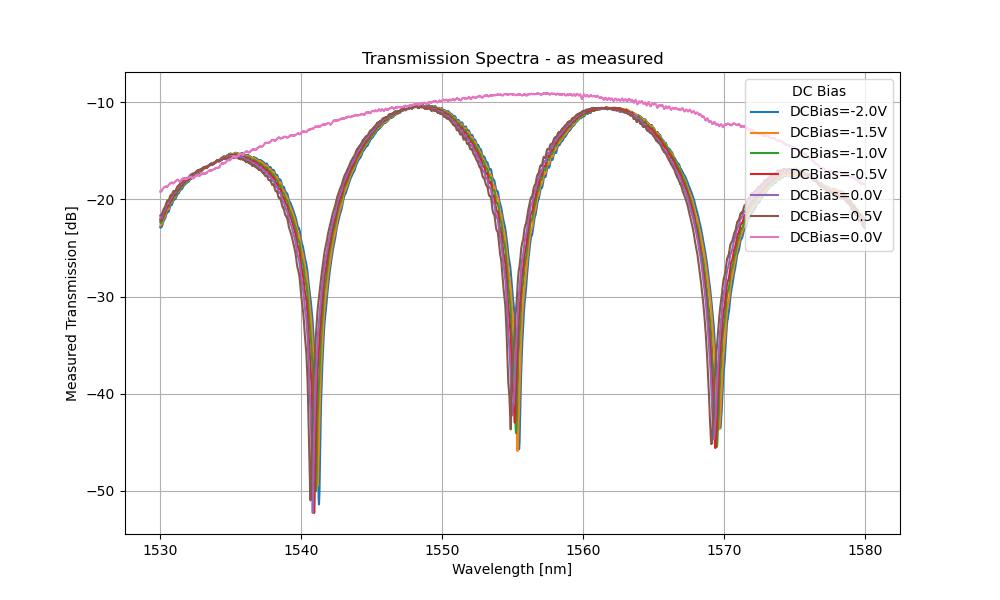 Transmission Spectra - as measured
DC Bias
DCBias=-2.0V
DCBias=-1.5V
DCBias=-1.0V
DCBias=-0.5V
DCBias=0.0V
DCBias=0.5V
DCBias=0.0V
Measured Transmission [dB]
−10
−20
−30
−40
−50
1530 1540 1550 1560 1570 1580
Wavelength [nm]